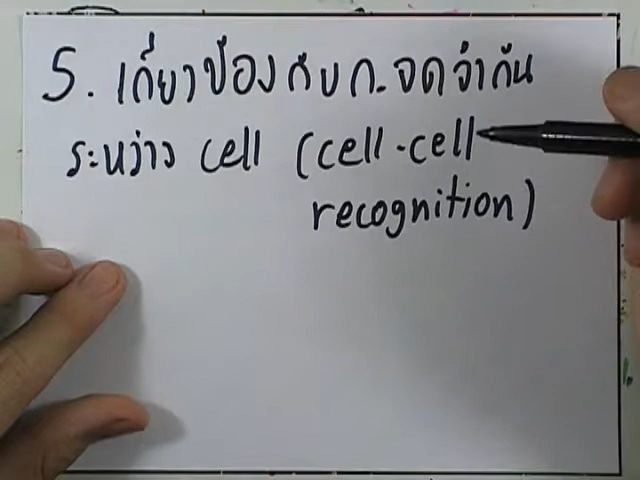 5. เกี่ยวข้องกับก.จดจำกัน
ระหว่าง cell (cell-cell
recognition)